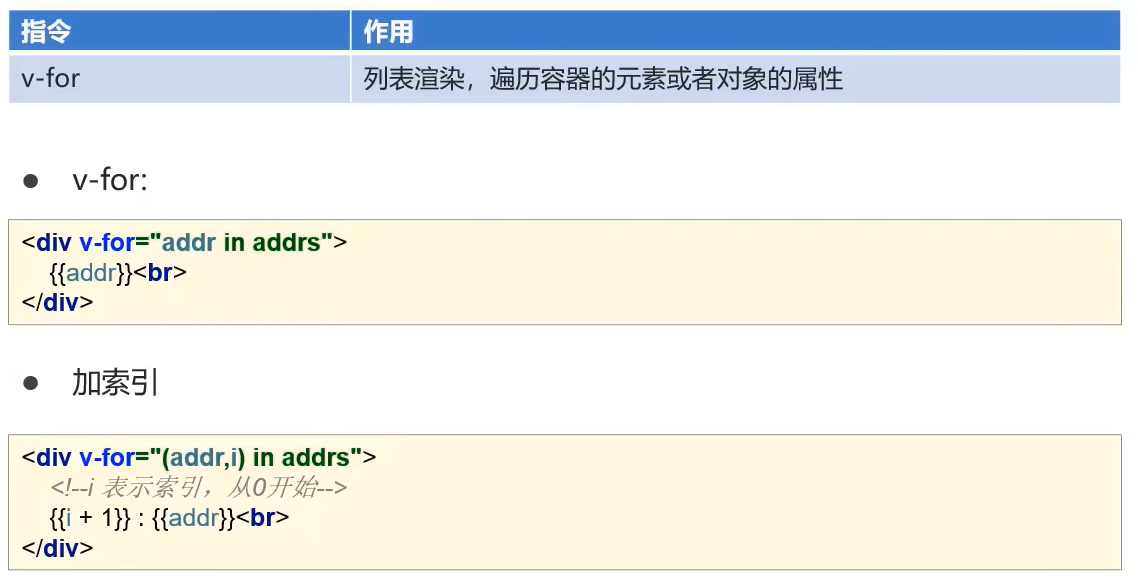 指令 作用
v-for 列表渲染，遍历容器的元素或者对象的属性
● v-for:
<div v-for="addr in addrs">
{{addr}}<br>
</div>
● 加索引
<div v-for="(addr,i) in addrs">
<!--i 表示索引，从0开始-->
{{i + 1}} : {{addr}}<br>
</div>